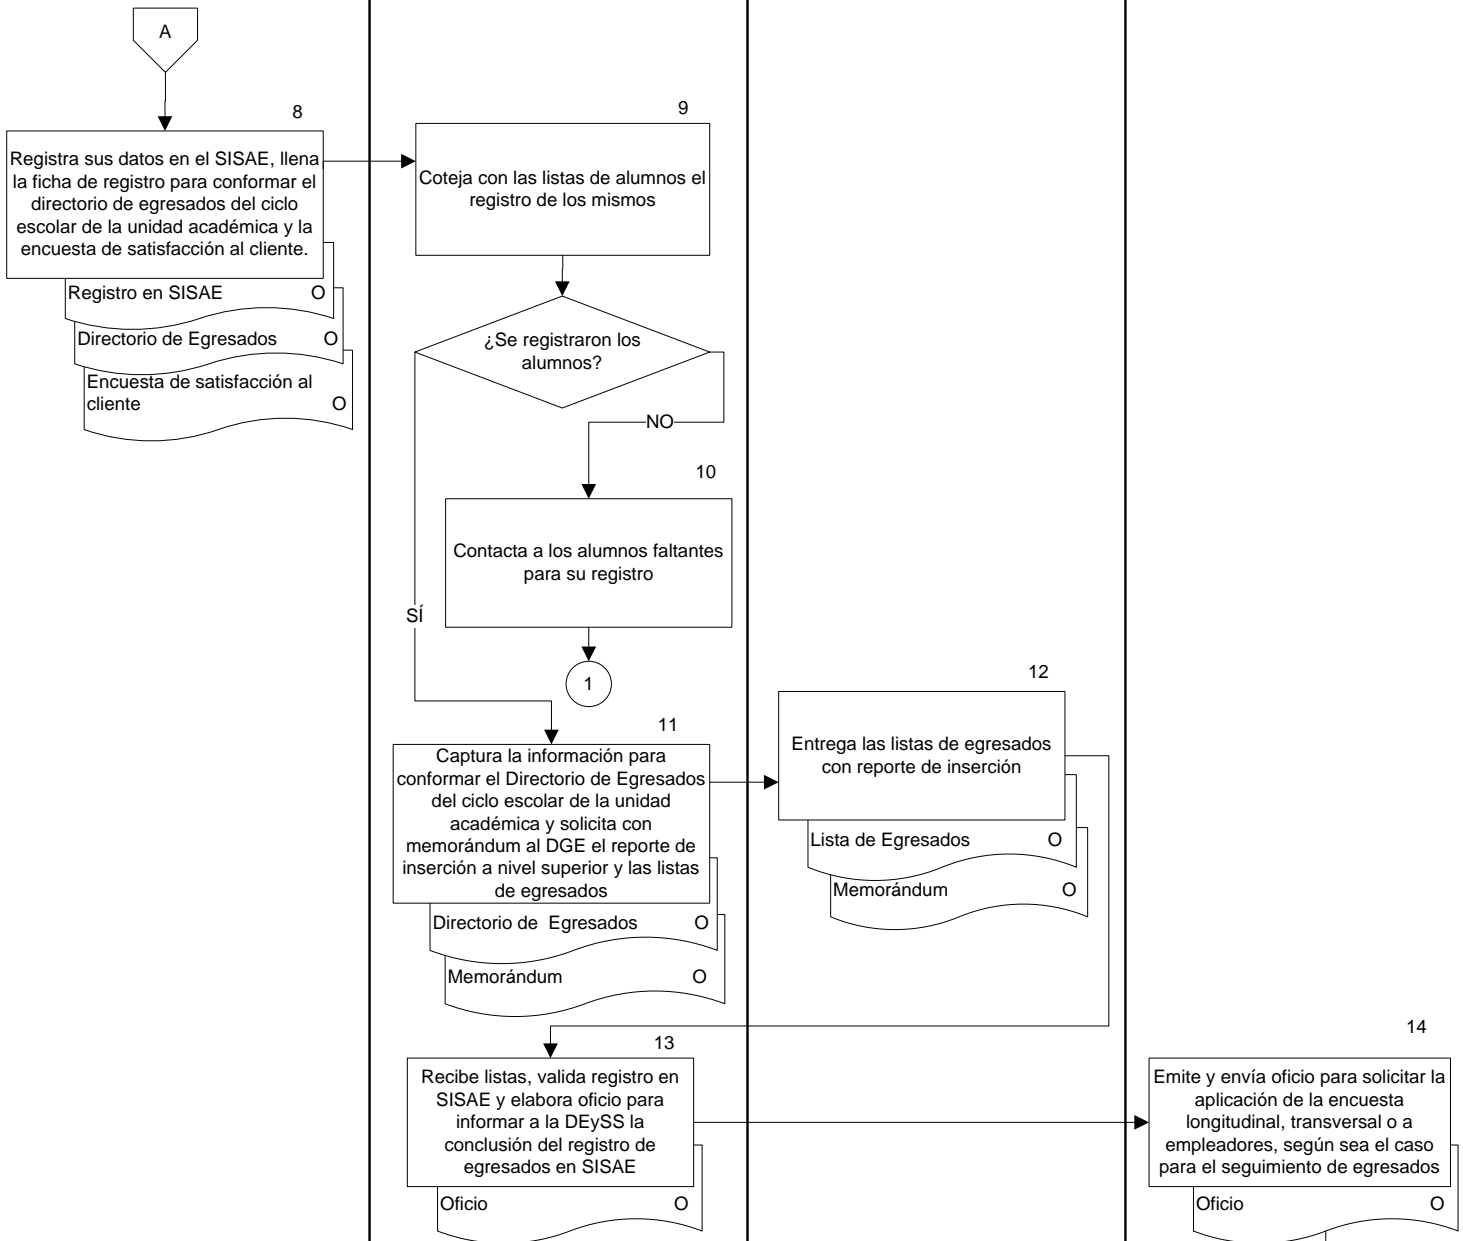 A
8
Registra sus datos en el SISAE, llena
la ficha de registro para conformar el
directorio de egresados del ciclo
escolar de la unidad académica y la
encuesta de satisfacción al cliente.
Registro en SISAE O
Directorio de Egresados O
Encuesta de satisfacción al
cliente O
9
Coteja con las listas de alumnos el
registro de los mismos
¿Se registraron los
alumnos?
NO
10
Contacta a los alumnos faltantes
para su registro
SÍ
1
11
Captura la información para
conformar el Directorio de Egresados
del ciclo escolar de la unidad
académica y solicita con
memorándum al DGE el reporte de
inserción a nivel superior y las listas
de egresados
Directorio de Egresados O
Memorándum O
12
Entrega las listas de egresados
con reporte de inserción
Lista de Egresados O
Memorándum O
13
Recibe listas, valida registro en
SISAE y elabora oficio para
informar a la DEySS la
conclusión del registro de
egresados en SISAE
Oficio O
14
Emite y envía oficio para solicitar la
aplicación de la encuesta
longitudinal, transversal o a
empleadores, según sea el caso
para el seguimiento de egresados
Oficio O